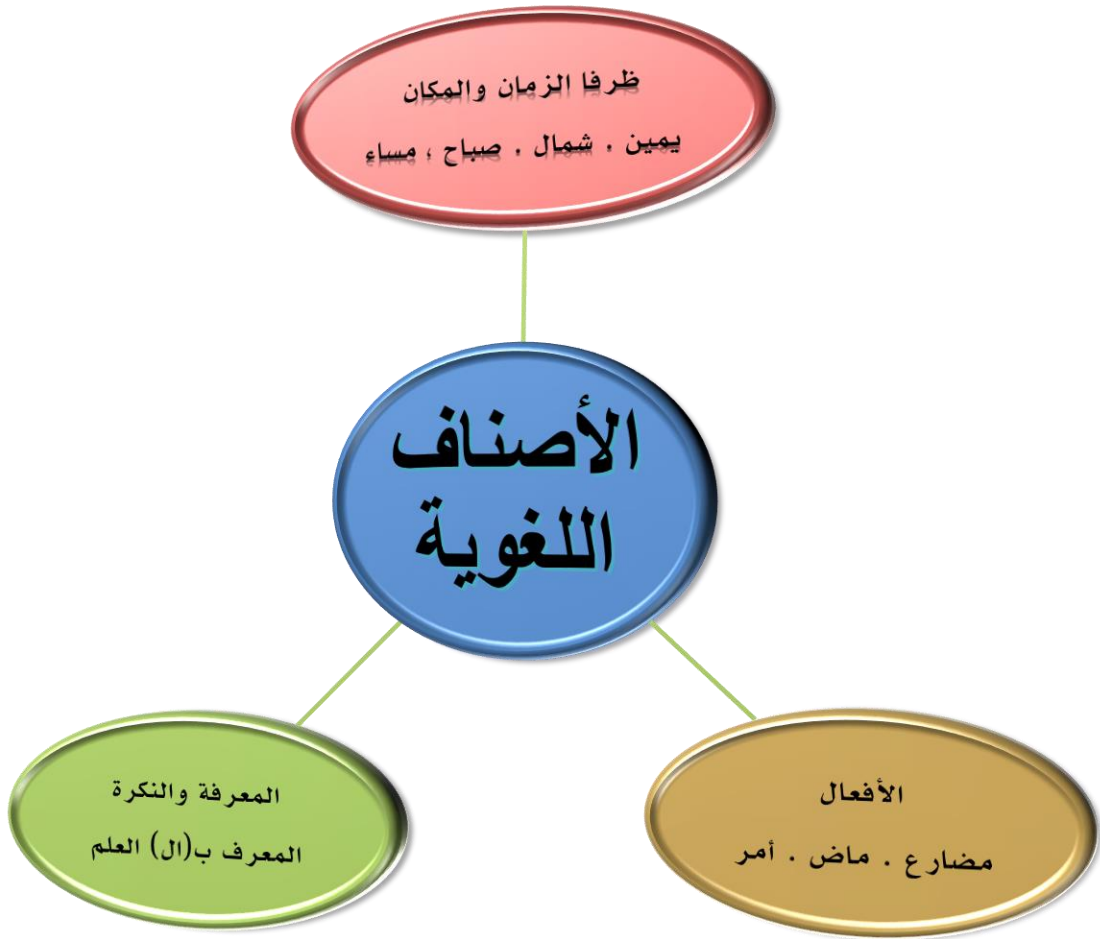 ظرفا الزمان والمكان
يمين . شمال . صباح ، مساء
الأصناف
اللغوية
الأفعال
مضارع . ماض . أمر
المعرفة والنكرة
المعرف ب(ال) العلم